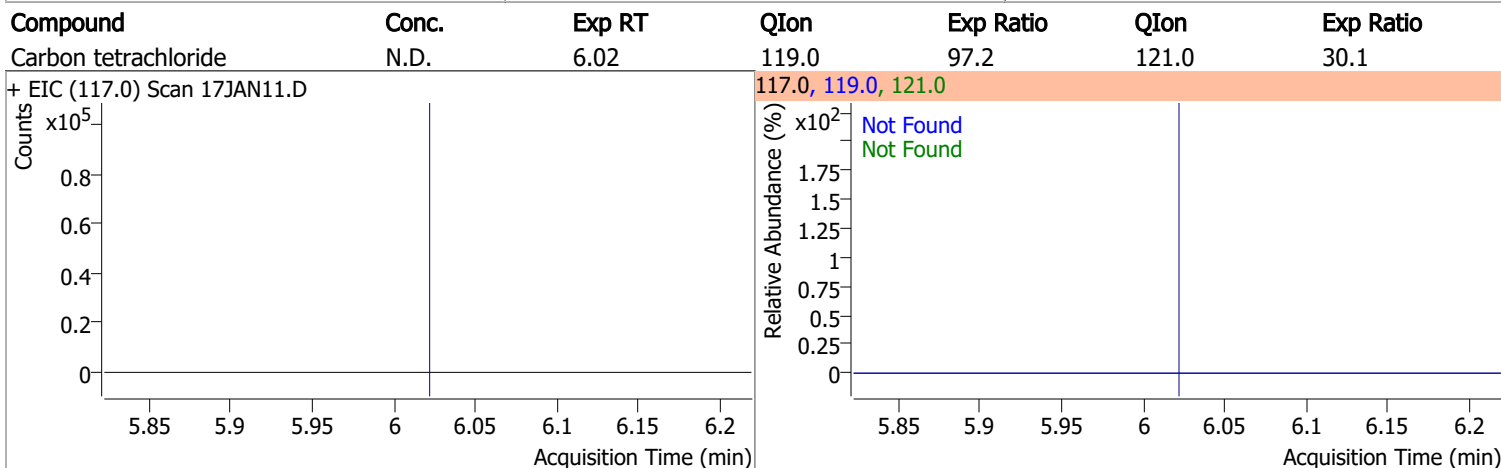 Compound Conc. Exp RT QIon Exp Ratio QIon Exp Ratio
Carbon tetrachloride N.D. 6.02 119.0 97.2 121.0 30.1
+ EIC (117.0) Scan 17JAN11.D
Counts
x10⁵
0.8
0.6
0.4
0.2
0
5.85 5.9 5.95 6 6.05 6.1 6.15 6.2
Acquisition Time (min)
117.0, 119.0, 121.0
Relative Abundance (%)
x10²
Not Found
Not Found
1.75
1.5
1.25
1
0.75
0.5
0.25
0
5.85 5.9 5.95 6 6.05 6.1 6.15 6.2
Acquisition Time (min)